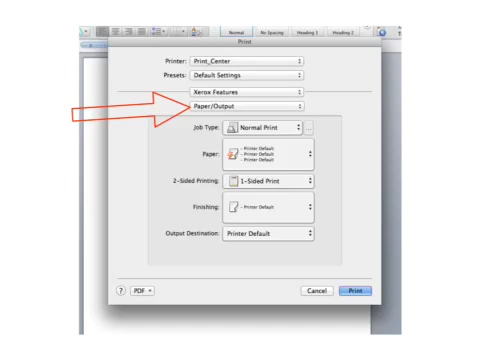 Normal No Spacing Heading 1 Heading 2
Print
Printer: Print_Center
Presets: Default Settings
Xerox Features
Paper/Output
Job Type: Normal Print ...
Paper: - Printer Default
- Printer Default
- Printer Default
2-Sided Printing: 1-Sided Print
Finishing: - Printer Default
Output Destination: Printer Default
? PDF Cancel Print